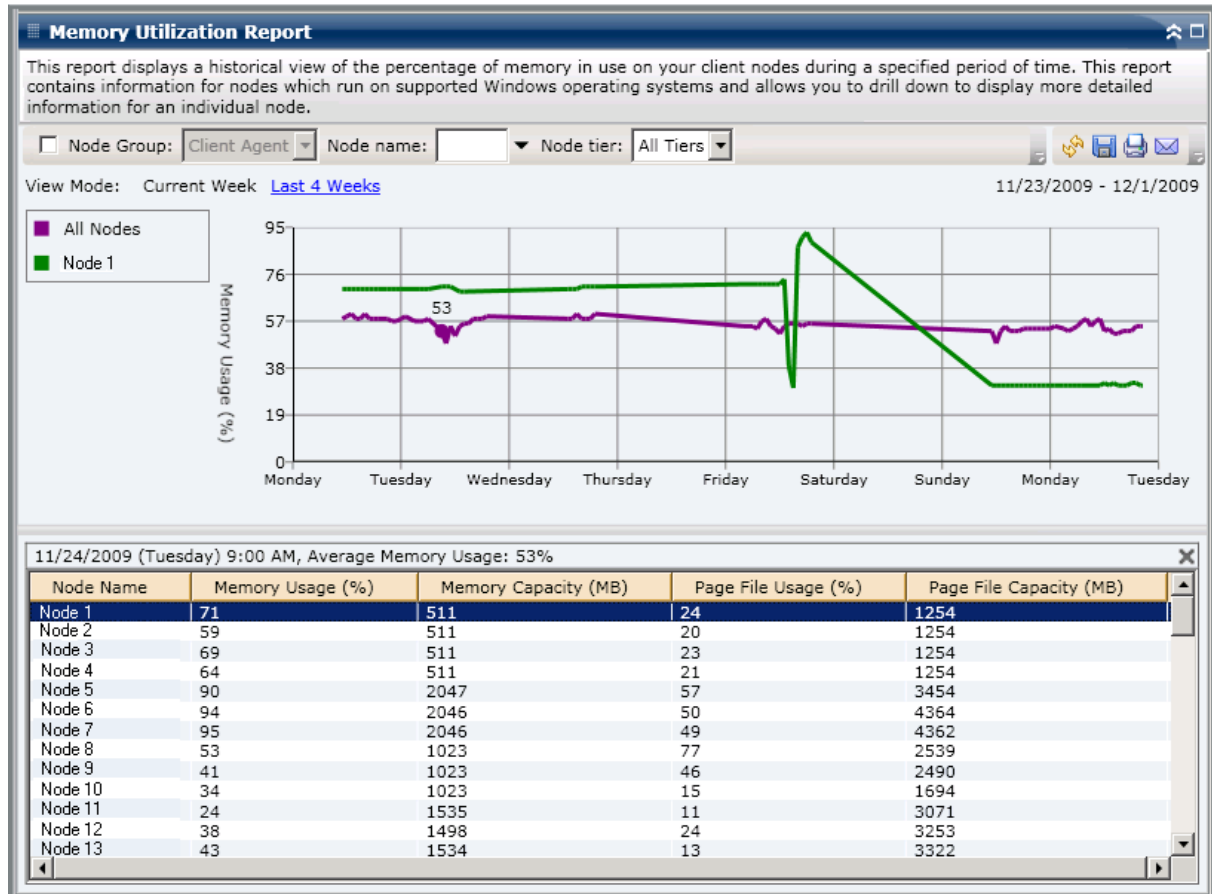 Memory Utilization Report
This report displays a historical view of the percentage of memory in use on your client nodes during a specified period of time. This report
contains information for nodes which run on supported Windows operating systems and allows you to drill down to display more detailed
information for an individual node.
Node Group: Client Agent Node name: Node tier: All Tiers
View Mode: Current Week Last 4 Weeks 11/23/2009 - 12/1/2009
All Nodes
Node 1
Memory Usage (%)
95
76
57
38
19
0
53
Monday Tuesday Wednesday Thursday Friday Saturday Sunday Monday Tuesday
11/24/2009 (Tuesday) 9:00 AM, Average Memory Usage: 53%
Node Name Memory Usage (%) Memory Capacity (MB) Page File Usage (%) Page File Capacity (MB)
Node 1 71 511 24 1254
Node 2 59 511 20 1254
Node 3 69 511 23 1254
Node 4 64 511 21 1254
Node 5 90 2047 57 3454
Node 6 94 2046 50 4364
Node 7 95 2046 49 4362
Node 8 53 1023 77 2539
Node 9 41 1023 46 2490
Node 10 34 1023 15 1694
Node 11 24 1535 11 3071
Node 12 38 1498 24 3253
Node 13 43 1534 13 3322